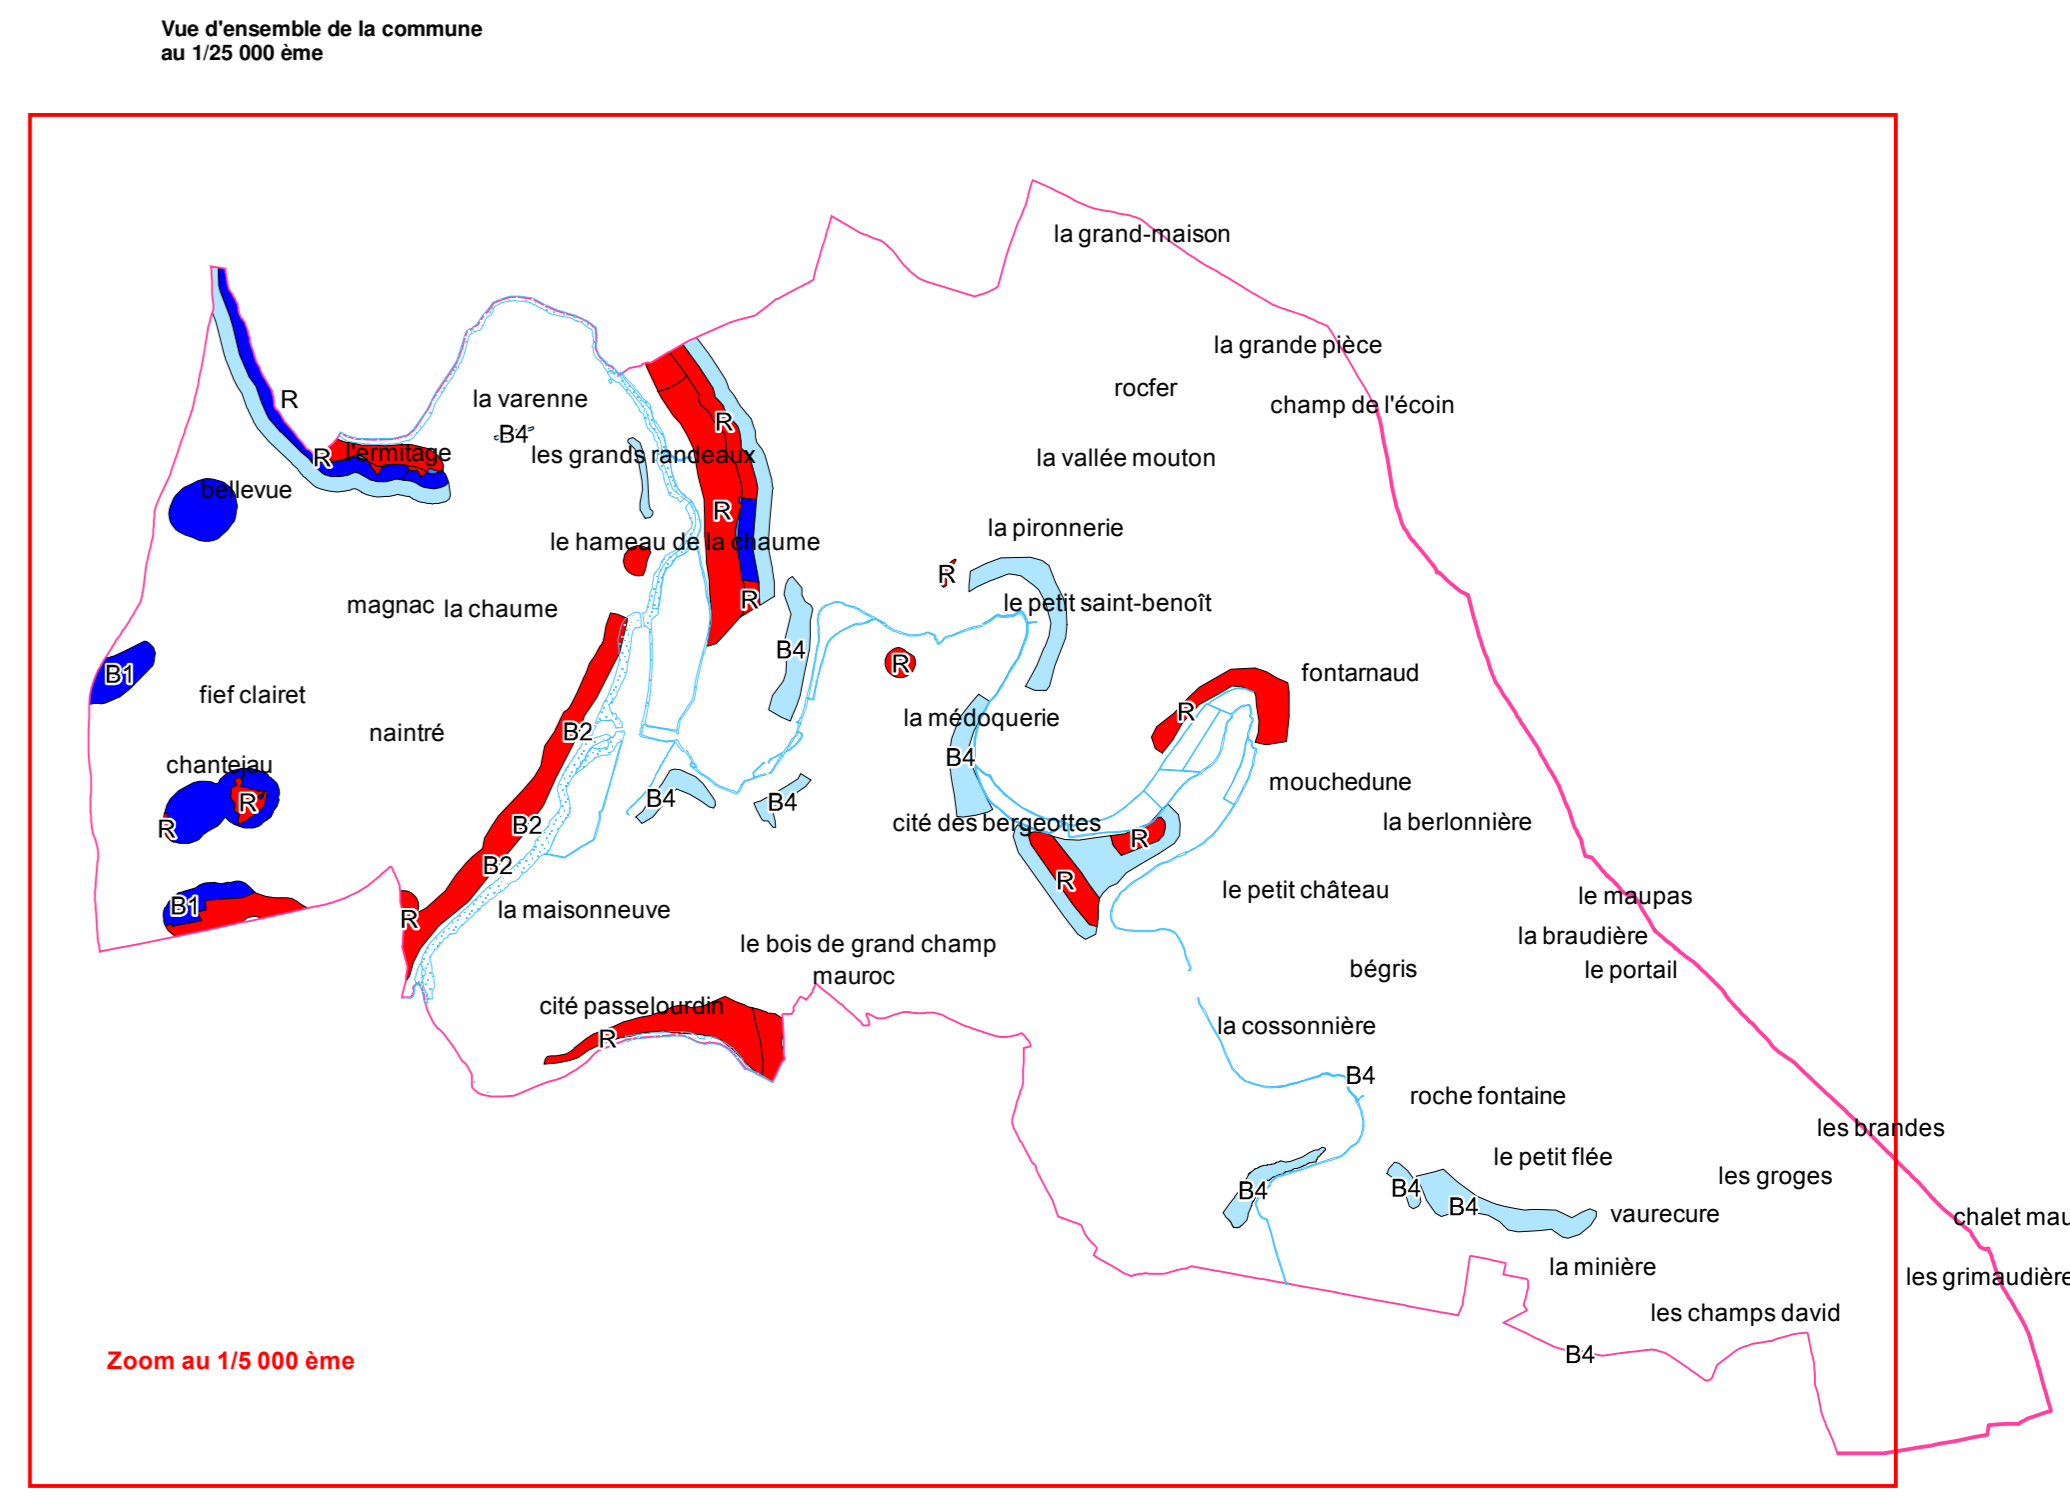 Vue d'ensemble de la commune
au 1/25 000 ème
la grand-maison
la grande pièce
rocfer
champ de l'écoin
R
la varenne
R
B4
R
l'ermitage
les grands randeaux
la vallée mouton
bellevue
R
la pironnerie
le hameau de la chaume
R
R
magnac
la chaume
le petit saint-benoît
B4
R
B1
fontarnaud
fief clairet
R
la médoquerie
naintré
B2
B4
chantejau
mouchedune
R
B4
B4
R
B2
cité des bergeottes
la berlonnière
R
B2
R
le petit château
le maupas
B1
R
la maisonneuve
la braudière
le bois de grand champ
bégris
le portail
mauroc
cité passelourdin
R
la cossonnière
B4
roche fontaine
les brandes
le petit flée
les groges
B4
B4
B4
vaurecure
chalet mau
la minière
les grimaudière
les champs david
B4
Zoom au 1/5 000 ème